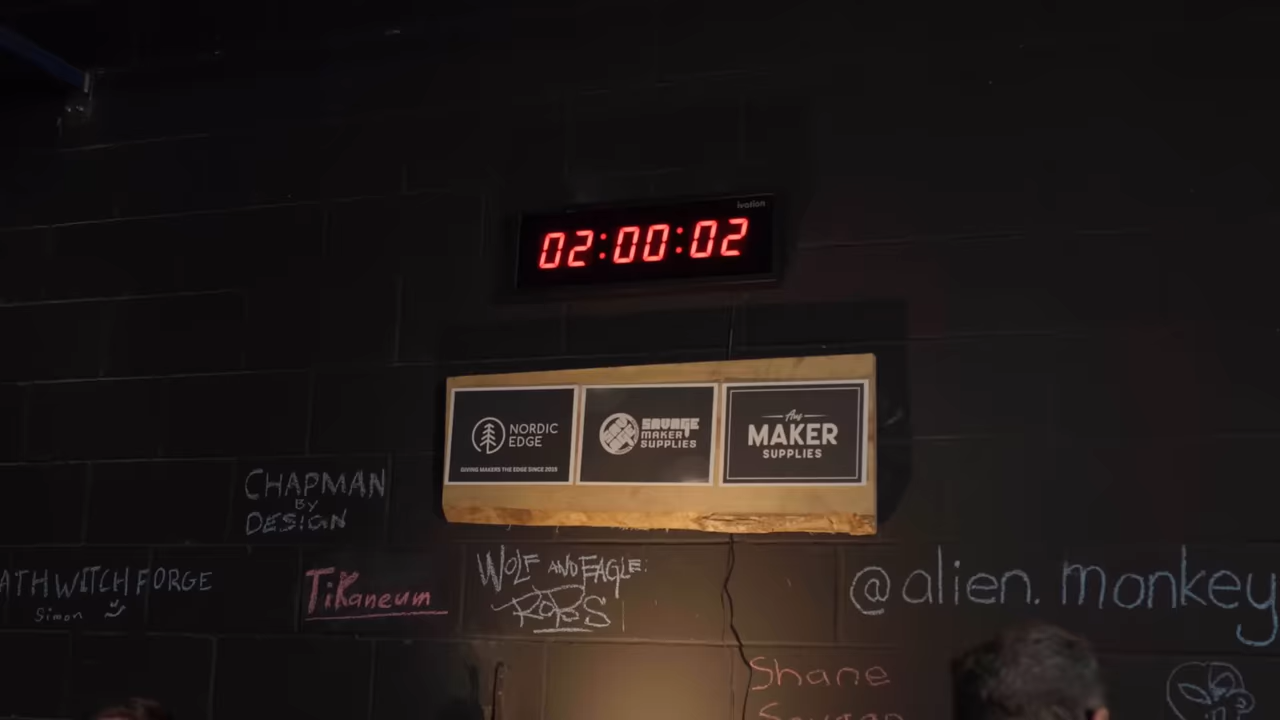 ivation
02:00:02
NORDIC
EDGE
GIVING MAKERS THE EDGE SINCE 2015
SAVAGE
MAKER
SUPPLIES
MAKER
SUPPLIES
CHAPMAN
BY
DESIGN
ATHWITCH FORGE
Simon
Tikaneum
WOLF AND EAGLE:
@alien.monkey
Shane